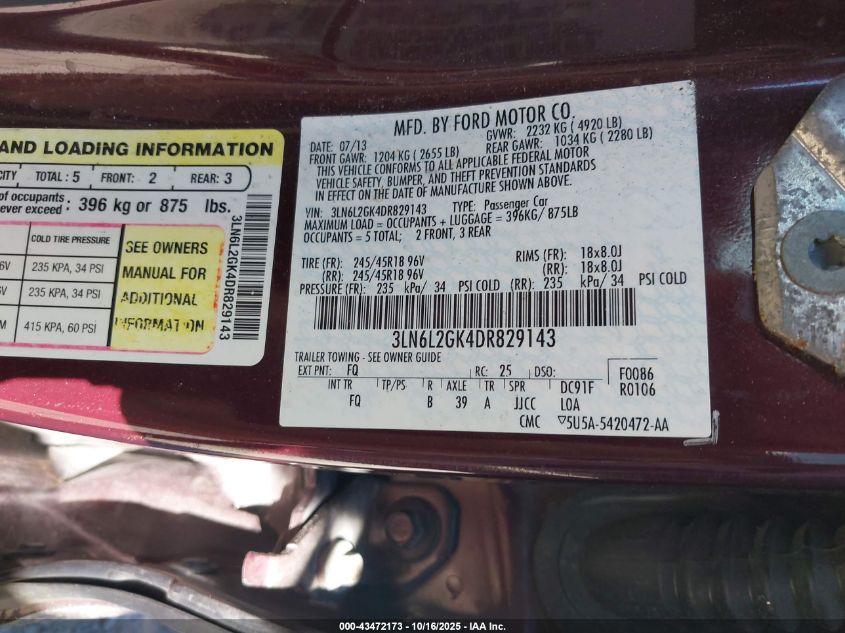 AND LOADING INFORMATION
CITY TOTAL: 5 FRONT: 2 REAR: 3
of occupants: 396 kg or 875 lbs.
ever exceed:
COLD TIRE PRESSURE
235 KPA, 34 PSI
235 KPA, 34 PSI
415 KPA, 60 PSI
SEE OWNERS
MANUAL FOR
ADDITIONAL
INFORMATION
3LN6L2GK4DR829143
MFD. BY FORD MOTOR CO.
DATE: 07/13 GVWR: 2232 KG ( 4920 LB)
FRONT GAWR: 1204 KG ( 2655 LB) REAR GAWR: 1034 KG ( 2280 LB)
THIS VEHICLE CONFORMS TO ALL APPLICABLE FEDERAL MOTOR
VEHICLE SAFETY, BUMPER, AND THEFT PREVENTION STANDARDS
IN EFFECT ON THE DATE OF MANUFACTURE SHOWN ABOVE.
VIN: 3LN6L2GK4DR829143 TYPE: Passenger Car
MAXIMUM LOAD = OCCUPANTS + LUGGAGE = 396KG/ 875LB
OCCUPANTS = 5 TOTAL; 2 FRONT, 3 REAR
TIRE (FR): 245/45R18 96V RIMS (FR): 18x8.0J
(RR): 245/45R18 96V (RR): 18x8.0J
PRESSURE (FR): 235 kPa/ 34 PSI COLD (RR): 235 kPa/ 34 PSI COLD
3LN6L2GK4DR829143
TRAILER TOWING - SEE OWNER GUIDE
EXT PNT: FQ RC: 25 DSO: F0086
INT TR TP/PS R AXLE TR SPR DC91F R0106
FQ B 39 A JJCC LOA
CMC ▽5U5A-5420472-AA
000-43472173 - 10/16/2025 - IAA, Inc.